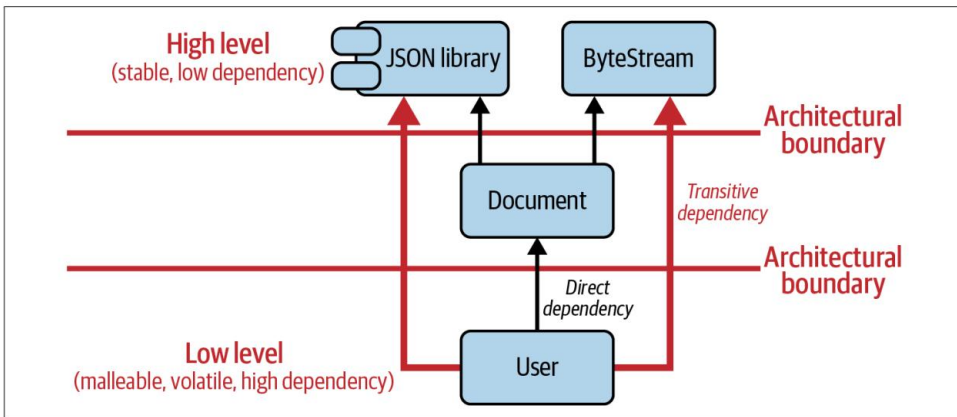 High level
(stable, low dependency)
JSON library
ByteStream
Architectural
boundary
Document
Transitive
dependency
Architectural
boundary
Direct
dependency
Low level
(malleable, volatile, high dependency)
User